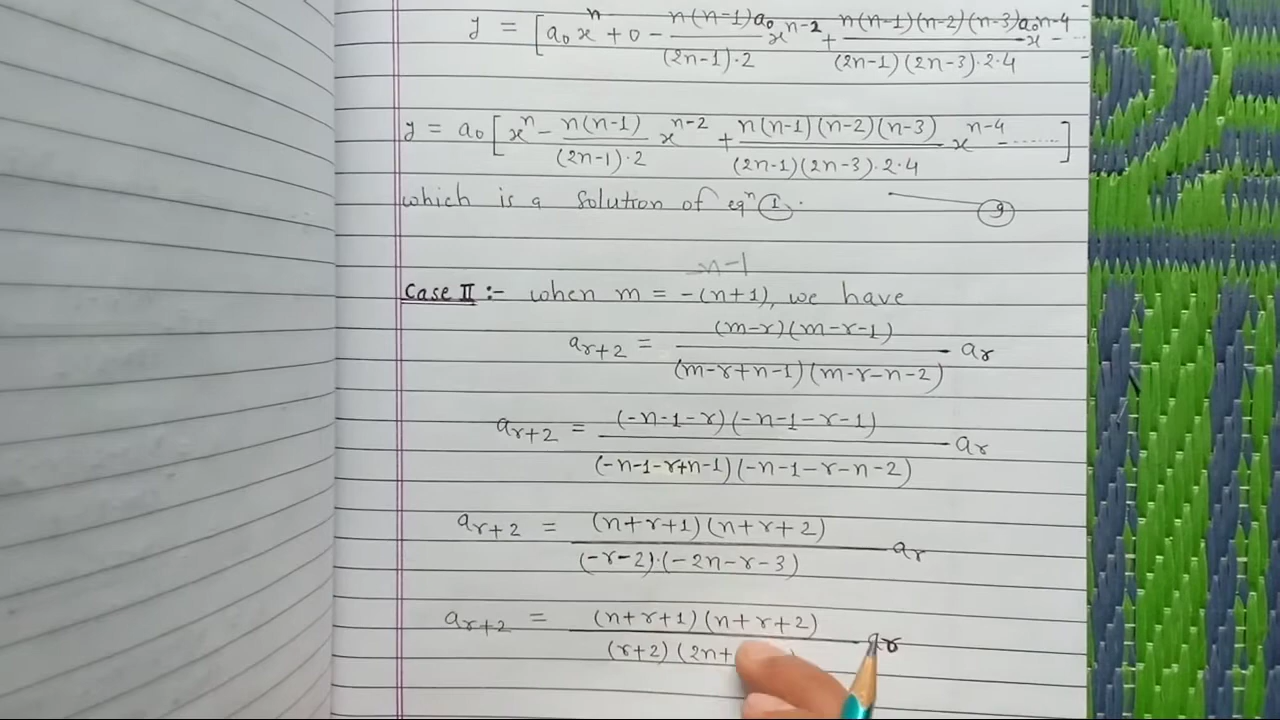 y = [a₀xⁿ + 0 - n(n-1)a₀/(2n-1)·2 xⁿ⁻² + n(n-1)(n-2)(n-3)a₀/(2n-1)(2n-3)·2·4 xⁿ⁻⁴ - ....
y = a₀[xⁿ - n(n-1)/(2n-1)·2 xⁿ⁻² + n(n-1)(n-2)(n-3)/(2n-1)(2n-3)·2·4 xⁿ⁻⁴ - .......]
which is a solution of eqⁿ ①. — ⑨
-n-1
Case II :- when m = -(n+1), we have
aᵣ₊₂ = (m-r)(m-r-1)/(m-r+n-1)(m-r-n-2) aᵣ
aᵣ₊₂ = (-n-1-r)(-n-1-r-1)/(-n-1-r+n-1)(-n-1-r-n-2) aᵣ
aᵣ₊₂ = (n+r+1)(n+r+2)/(-r-2)·(-2n-r-3) aᵣ
aᵣ₊₂ = (n+r+1)(n+r+2)/(r+2)(2n+ ) aᵣ